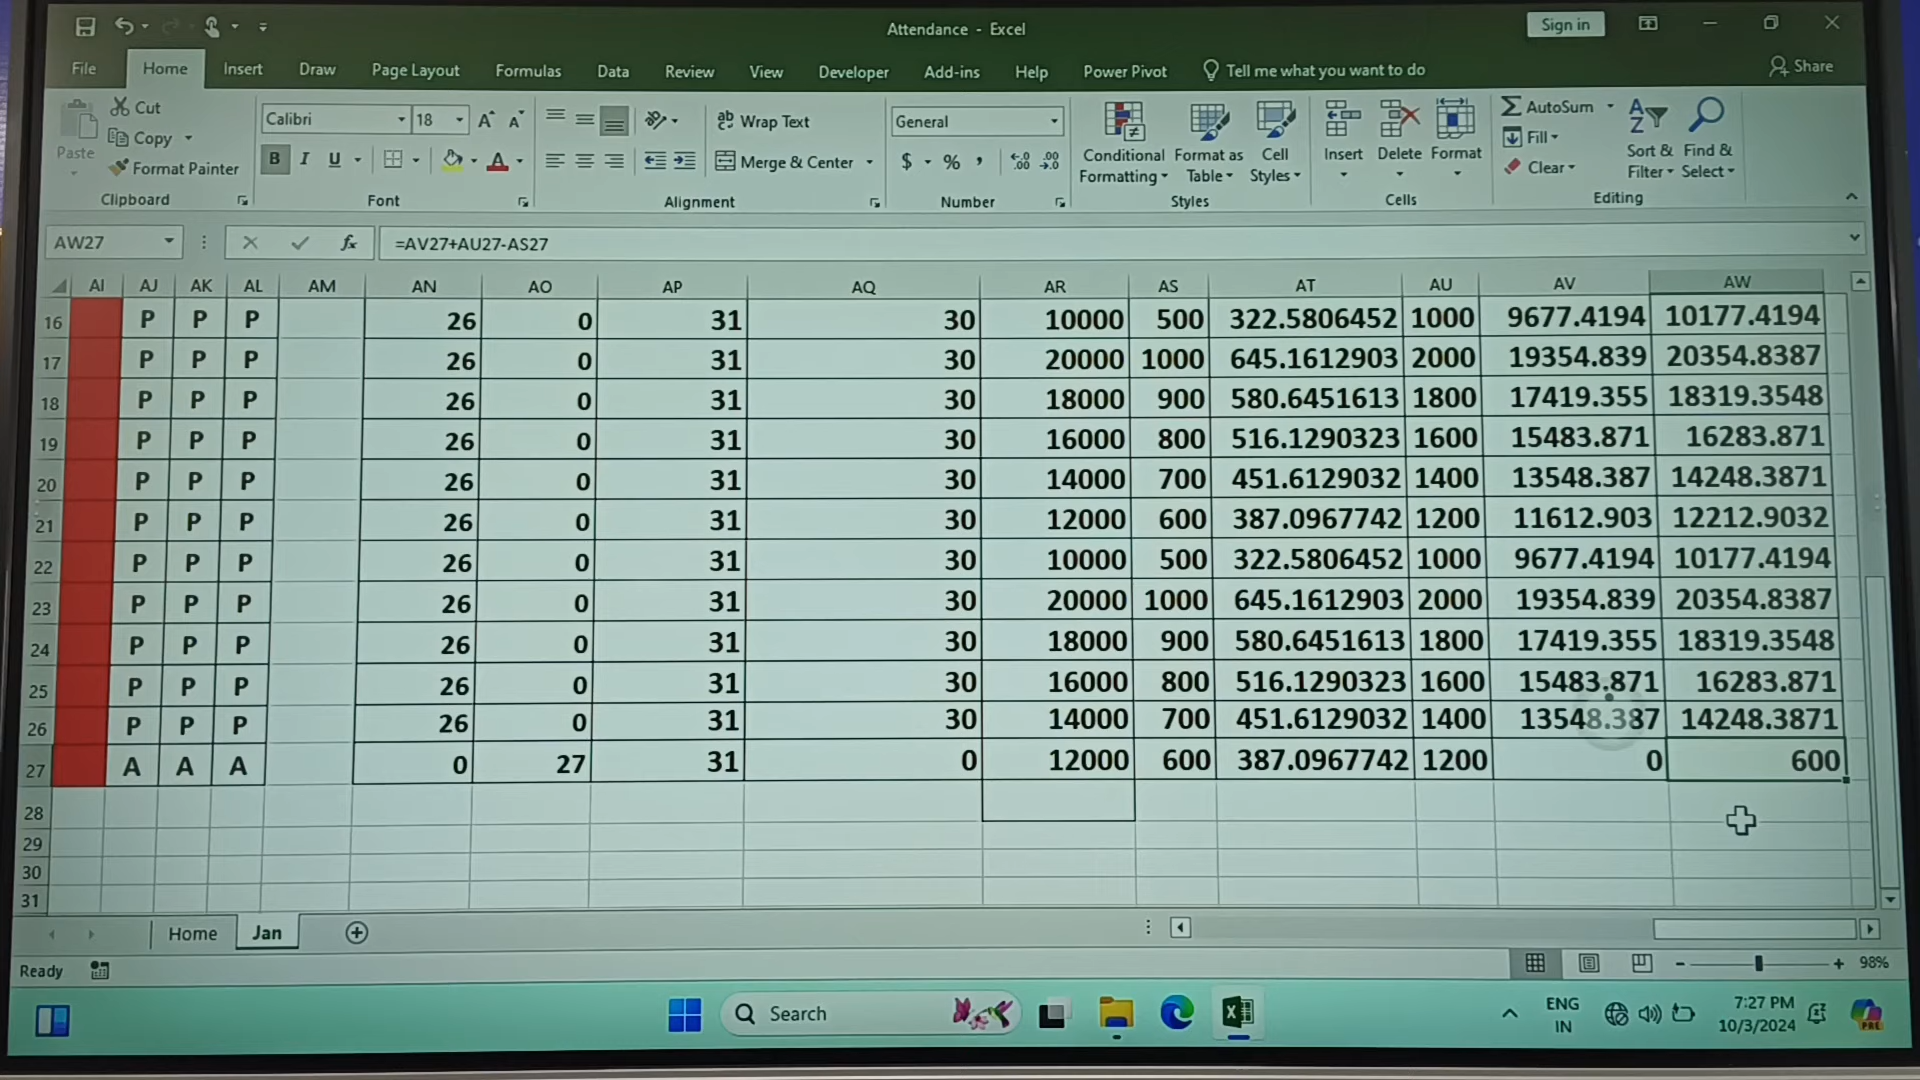 Attendance - Excel
Sign in
File Home Insert Draw Page Layout Formulas Data Review View Developer Add-ins Help Power Pivot Tell me what you want to do Share
Paste
Cut
Copy
Format Painter
Clipboard
Calibri 18 A A
B I U A
Font
Wrap Text
Merge & Center
Alignment
General
$ % ,
Number
Conditional Formatting
Format as Table
Cell Styles
Styles
Insert Delete Format
Cells
AutoSum
Fill
Clear
Sort & Filter
Find & Select
Editing
AW27 fx =AV27+AU27-AS27
AI AJ AK AL AM AN AO AP AQ AR AS AT AU AV AW
16 P P P 26 0 31 30 10000 500 322.5806452 1000 9677.4194 10177.4194
17 P P P 26 0 31 30 20000 1000 645.1612903 2000 19354.839 20354.8387
18 P P P 26 0 31 30 18000 900 580.6451613 1800 17419.355 18319.3548
19 P P P 26 0 31 30 16000 800 516.1290323 1600 15483.871 16283.871
20 P P P 26 0 31 30 14000 700 451.6129032 1400 13548.387 14248.3871
21 P P P 26 0 31 30 12000 600 387.0967742 1200 11612.903 12212.9032
22 P P P 26 0 31 30 10000 500 322.5806452 1000 9677.4194 10177.4194
23 P P P 26 0 31 30 20000 1000 645.1612903 2000 19354.839 20354.8387
24 P P P 26 0 31 30 18000 900 580.6451613 1800 17419.355 18319.3548
25 P P P 26 0 31 30 16000 800 516.1290323 1600 15483.871 16283.871
26 P P P 26 0 31 30 14000 700 451.6129032 1400 13548.387 14248.3871
27 A A A 0 27 31 0 12000 600 387.0967742 1200 0 600
28
29
30
31
Home Jan
Ready 98%
Search
ENG
IN
7:27 PM
10/3/2024
PRE